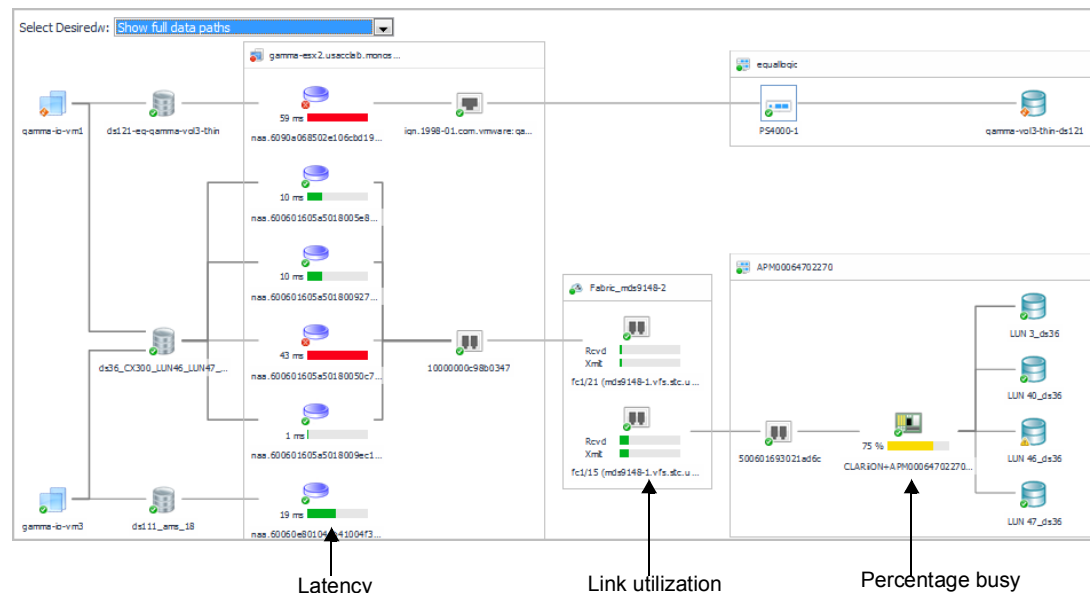 Select Desiredw: Show full data paths
gamma-esx2.usacclab.monos...
equallogic
gamma-io-vm1
ds121-eq-gamma-vol3-thin
59 ms
naa.6090a068502e106cbd19...
iqn.1998-01.com.vmware:ga...
PS4000-1
gamma-vol3-thin-ds121
10 ms
naa.600601605a5018005e8...
10 ms
naa.600601605a501800927...
APM00064702270
Fabric_mds9148-2
LUN 3_ds36
Rcvd
Xmit
fc1/21 (mds9148-1.vfs.stc.u...
ds36_CX300_LUN46_LUN47_...
43 ms
naa.600601605a50180050c7...
10000000c98b0347
LUN 40_ds36
1 ms
naa.600601605a5018009ec1...
Rcvd
Xmit
fc1/15 (mds9148-1.vfs.stc.u...
500601693021ad6c
75 %
CLARiiON+APM00064702270...
LUN 46_ds36
gamma-io-vm3
ds111_ams_18
19 ms
LUN 47_ds36
Latency
Link utilization
Percentage busy